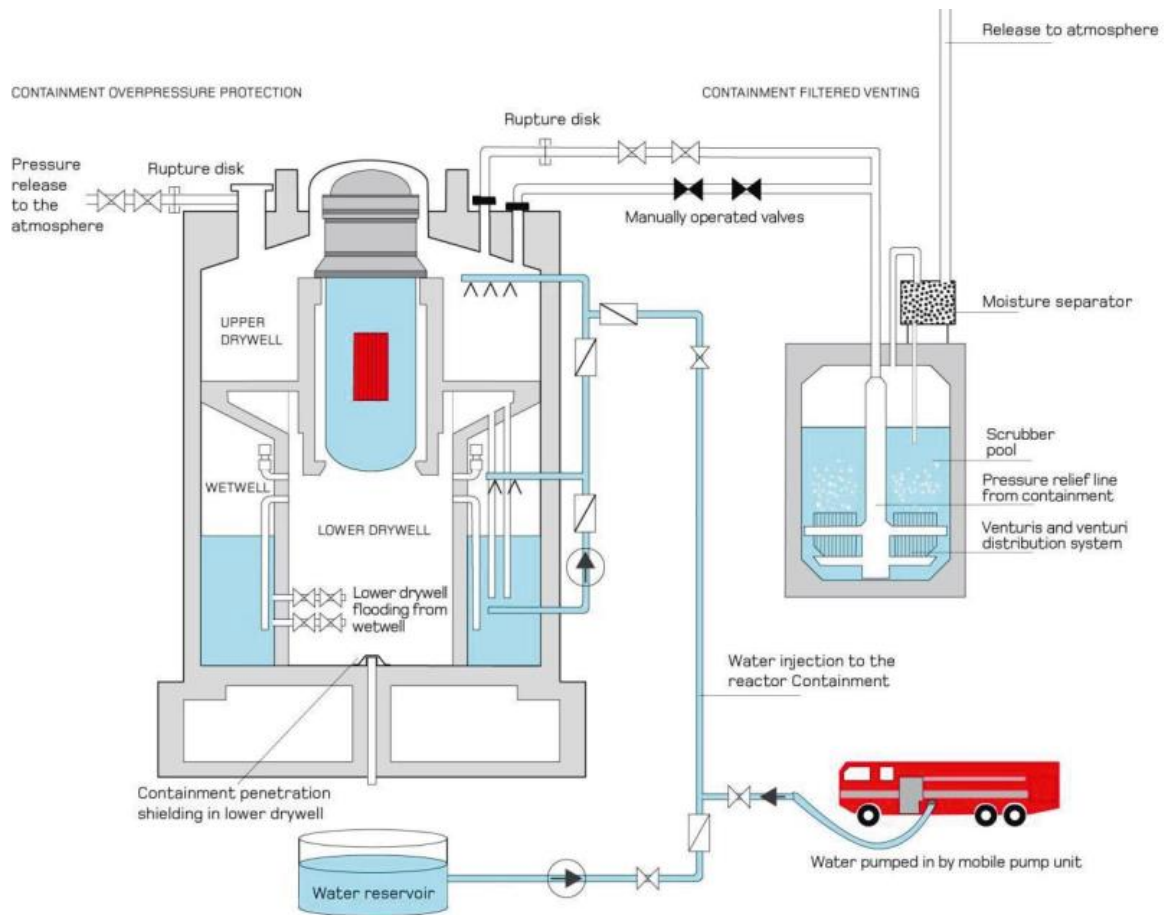 Release to atmosphere
CONTAINMENT OVERPRESSURE PROTECTION
CONTAINMENT FILTERED VENTING
Rupture disk
Pressure
release
to the
atmosphere
Rupture disk
Manually operated valves
Moisture separator
UPPER
DRYWELL
Scrubber
pool
WETWELL
Pressure relief line
from containment
LOWER DRYWELL
Venturis and venturi
distribution system
Lower drywell
flooding from
wetwell
Water injection to the
reactor Containment
Containment penetration
shielding in lower drywell
Water pumped in by mobile pump unit
Water reservoir